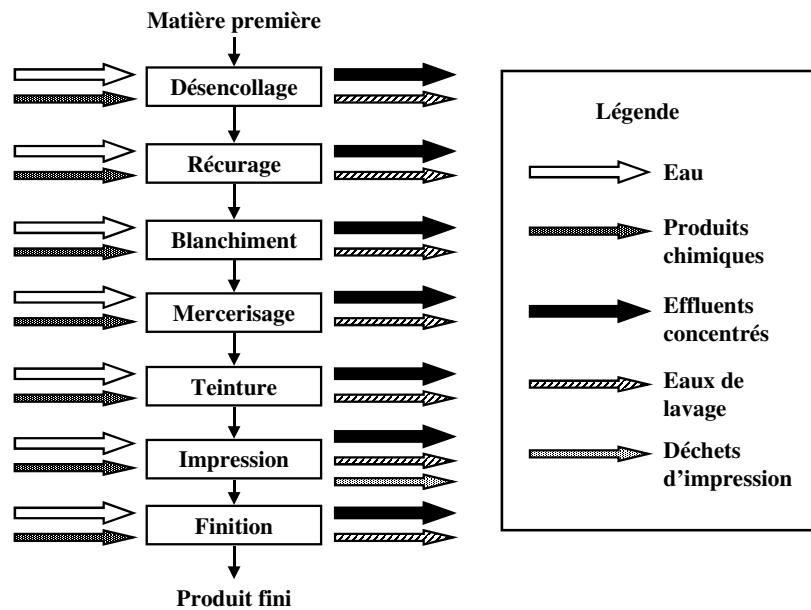 Matière première
Désencollage
Récurage
Blanchiment
Mercerisage
Teinture
Impression
Finition
Produit fini
Légende
Eau
Produits
chimiques
Effluents
concentrés
Eaux de
lavage
Déchets
d'impression